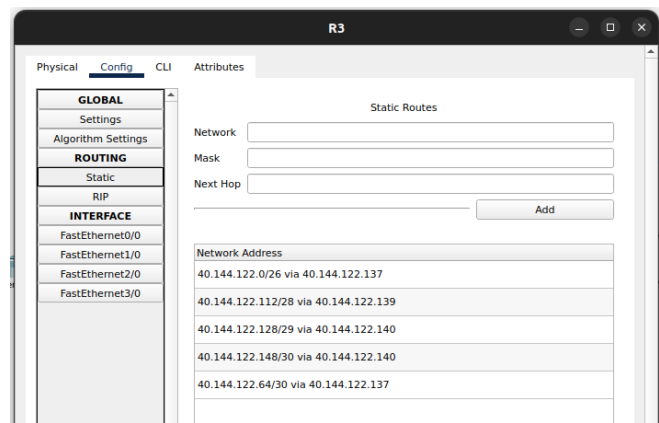 R3
Physical Config CLI Attributes
GLOBAL
Settings
Algorithm Settings
ROUTING
Static
RIP
INTERFACE
FastEthernet0/0
FastEthernet1/0
FastEthernet2/0
FastEthernet3/0
Static Routes
Network
Mask
Next Hop
Add
Network Address
40.144.122.0/26 via 40.144.122.137
40.144.122.112/28 via 40.144.122.139
40.144.122.128/29 via 40.144.122.140
40.144.122.148/30 via 40.144.122.140
40.144.122.64/30 via 40.144.122.137